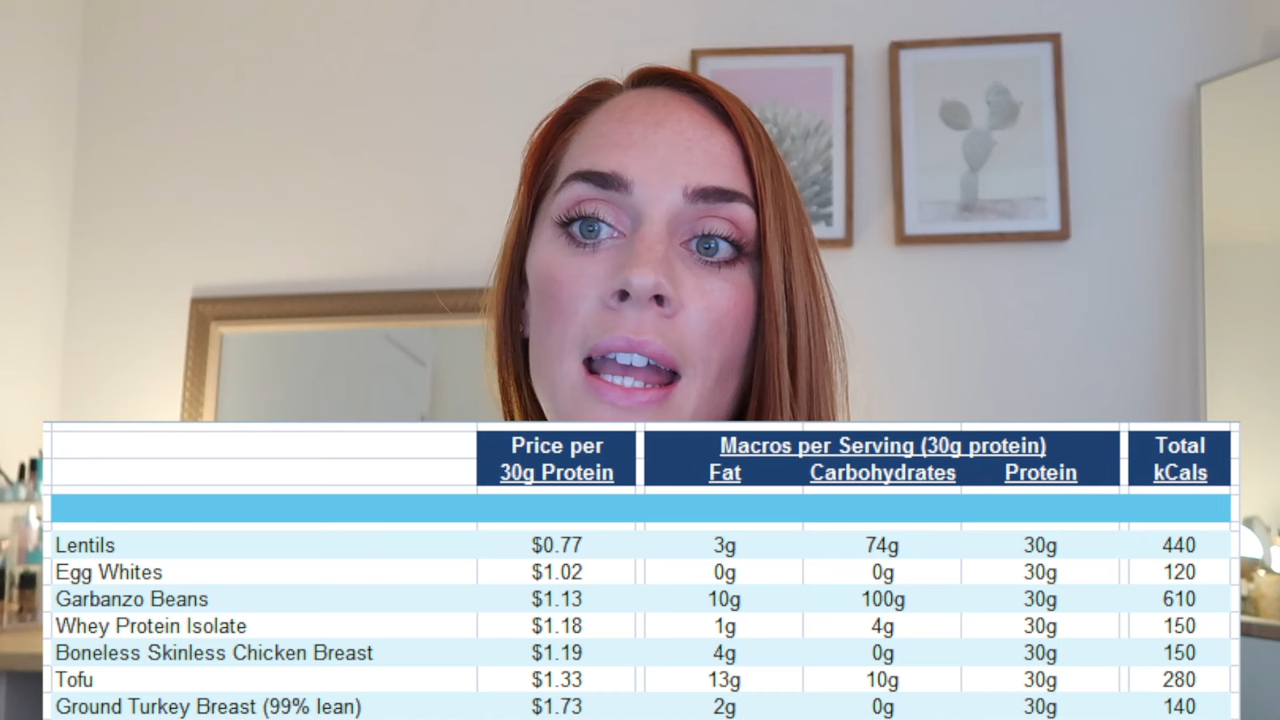 Price per Macros per Serving (30g protein) Total
30g Protein Fat Carbohydrates Protein kCals
Lentils $0.77 3g 74g 30g 440
Egg Whites $1.02 0g 0g 30g 120
Garbanzo Beans $1.13 10g 100g 30g 610
Whey Protein Isolate $1.18 1g 4g 30g 150
Boneless Skinless Chicken Breast $1.19 4g 0g 30g 150
Tofu $1.33 13g 10g 30g 280
Ground Turkey Breast (99% lean) $1.73 2g 0g 30g 140